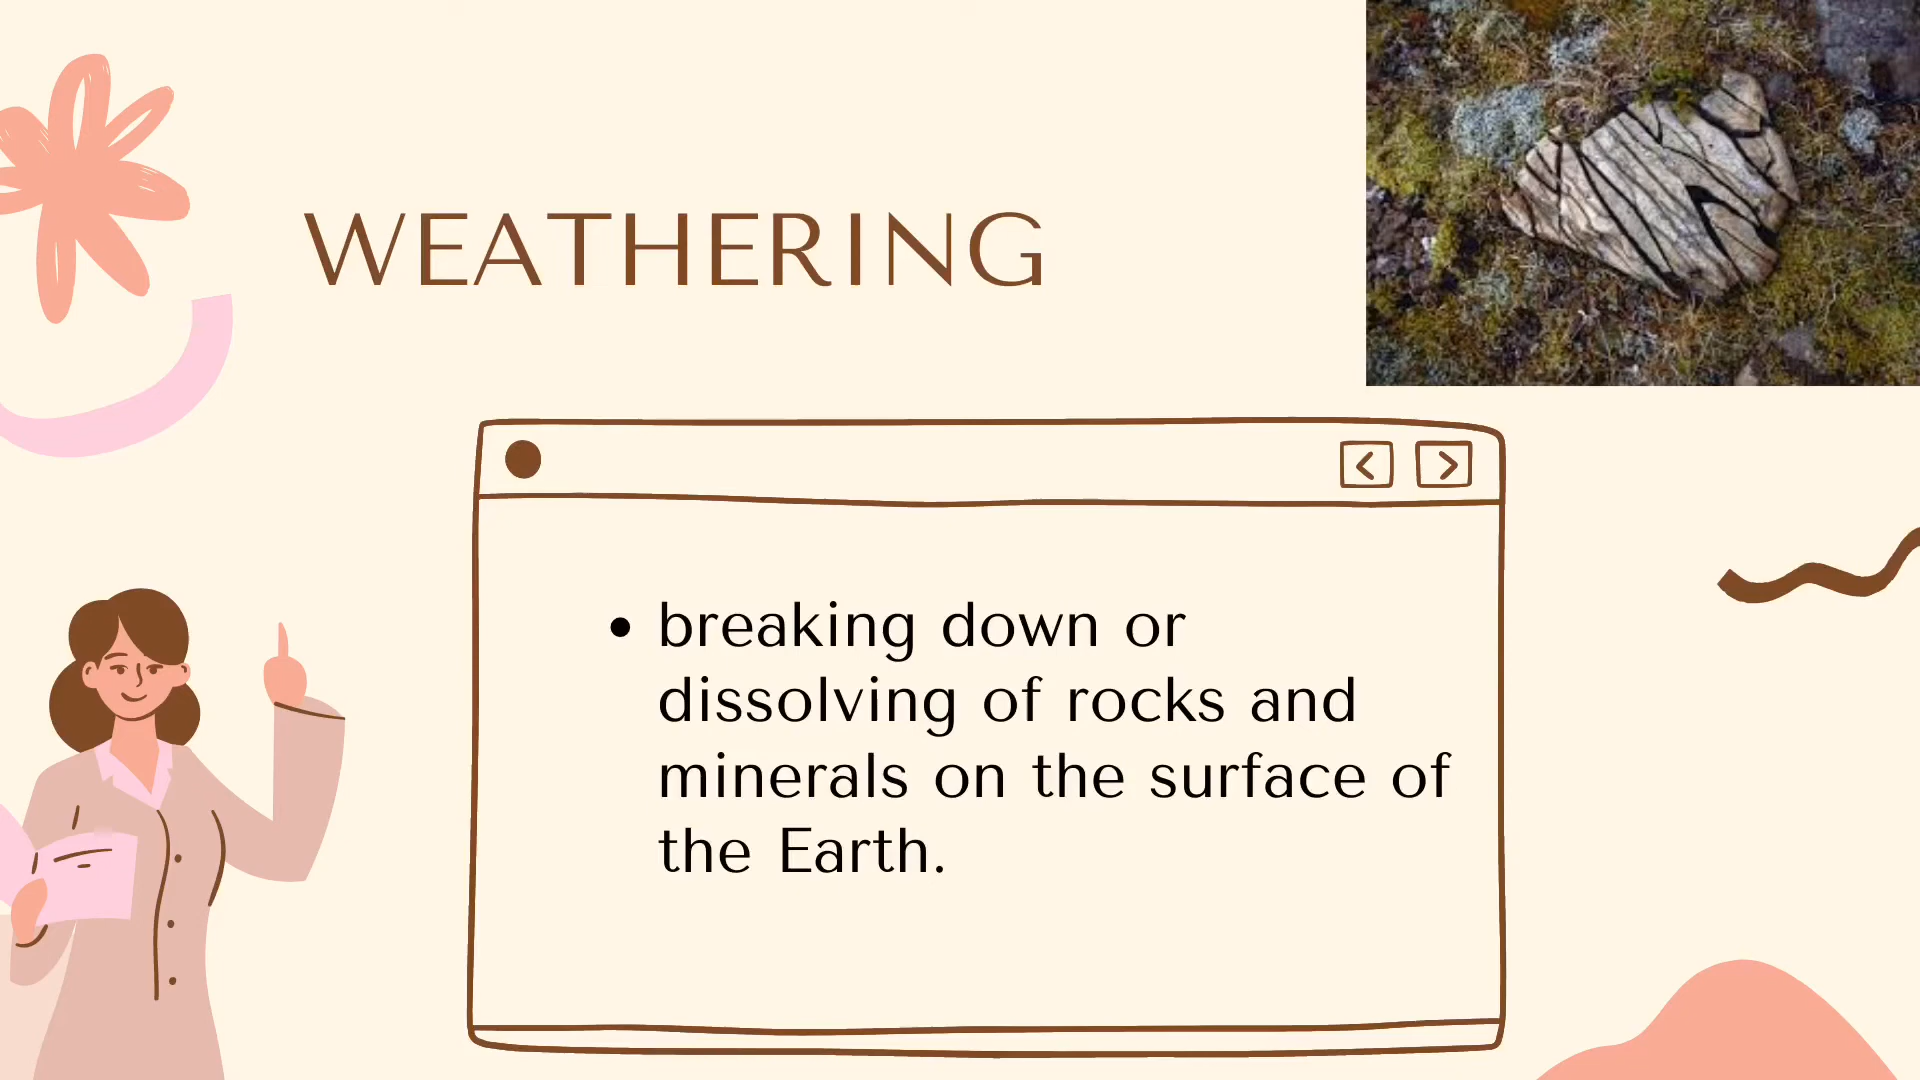 WEATHERING
• breaking down or
dissolving of rocks and
minerals on the surface of
the Earth.